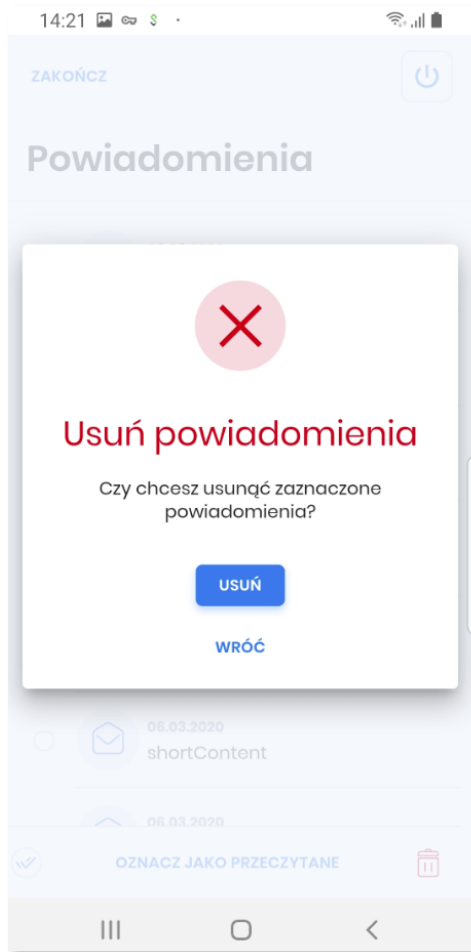 14:21
ZAKOŃCZ
Powiadomienia
Usuń powiadomienia
Czy chcesz usunąć zaznaczone
powiadomienia?
USUŃ
WRÓĆ
06.03.2020
shortContent
06.03.2020
OZNACZ JAKO PRZECZYTANE